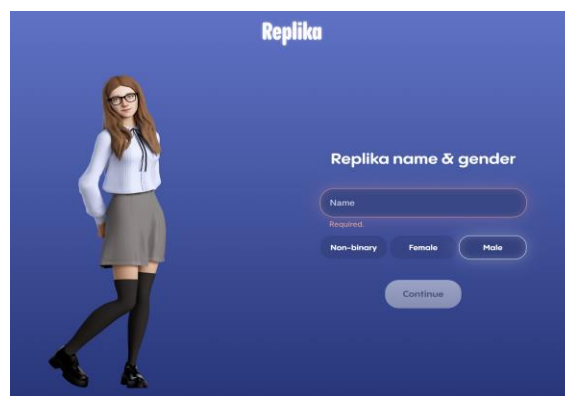 Replika
Replika name & gender
Name
Required.
Non-binary Female Male
Continue